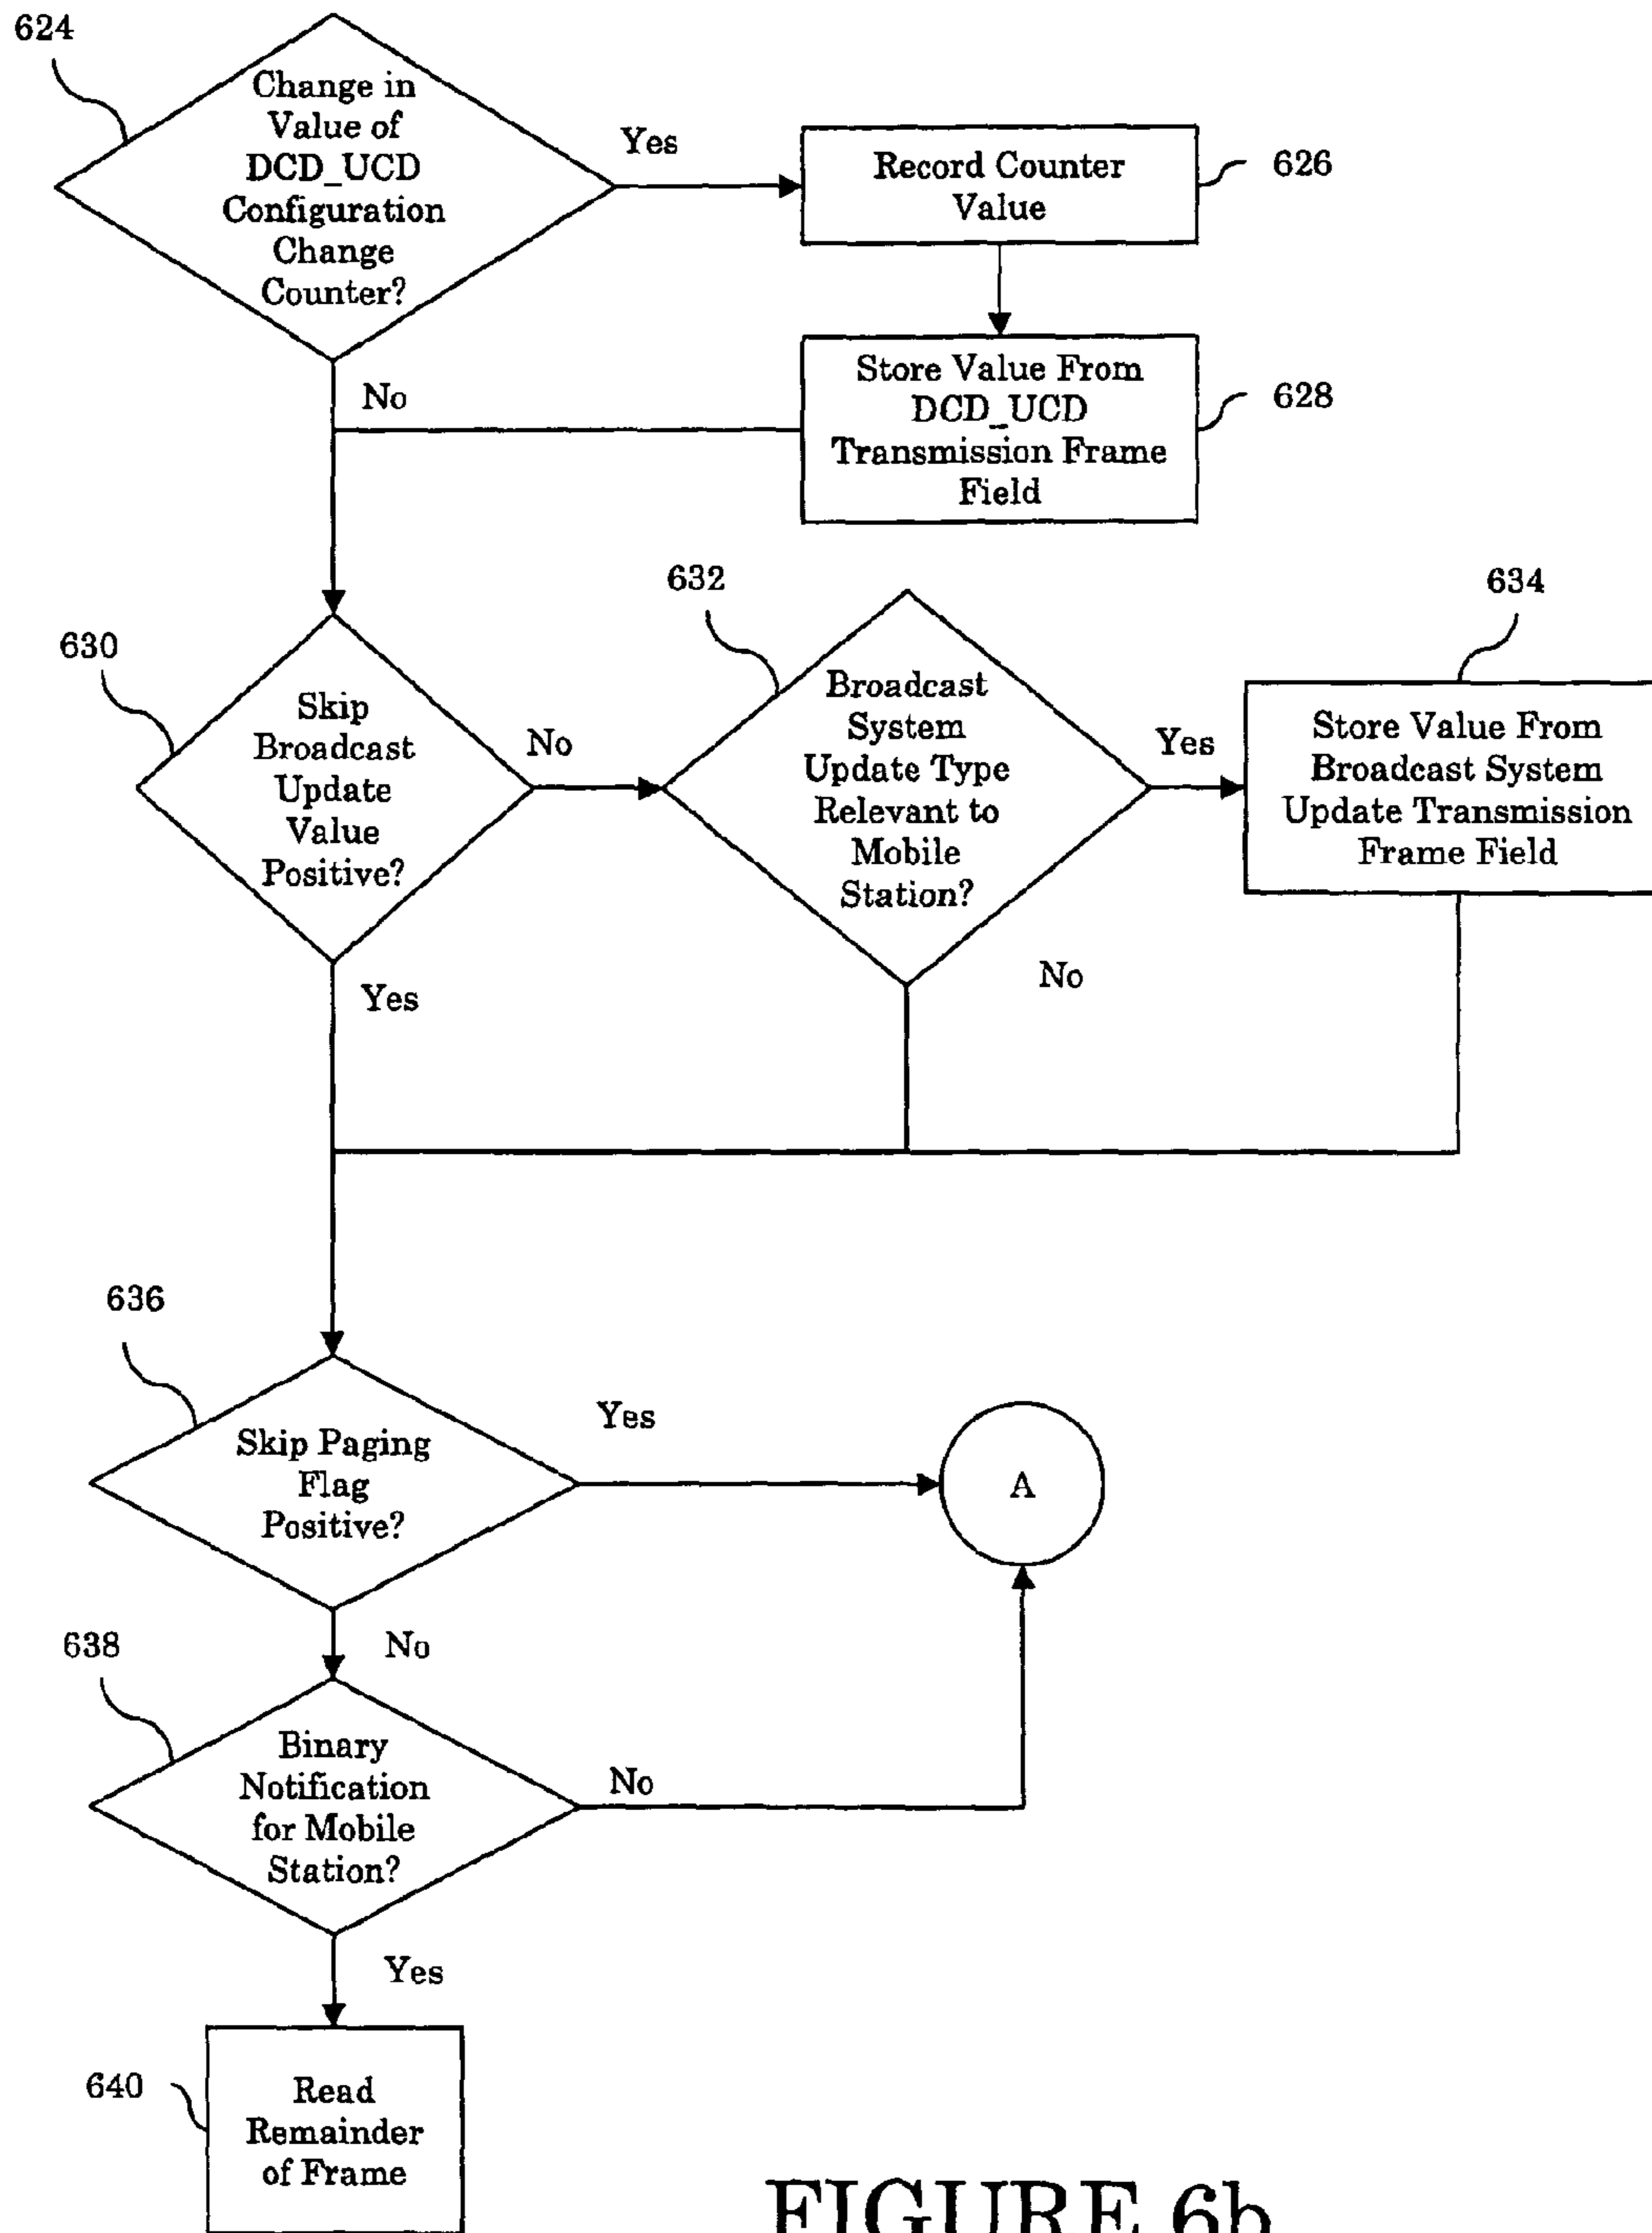 624
Change in
Value of
DCD_UCD
Configuration
Change
Counter?
Yes
Record Counter
Value
626
No
Store Value From
DCD_UCD
Transmission Frame
Field
628
630
Skip
Broadcast
Update
Value
Positive?
No
632
Broadcast
System
Update Type
Relevant to
Mobile
Station?
Yes
634
Store Value From
Broadcast System
Update Transmission
Frame Field
Yes
No
636
Skip Paging
Flag
Positive?
Yes
A
No
638
Binary
Notification
for Mobile
Station?
No
Yes
640
Read
Remainder
of Frame
FIGURE 6b